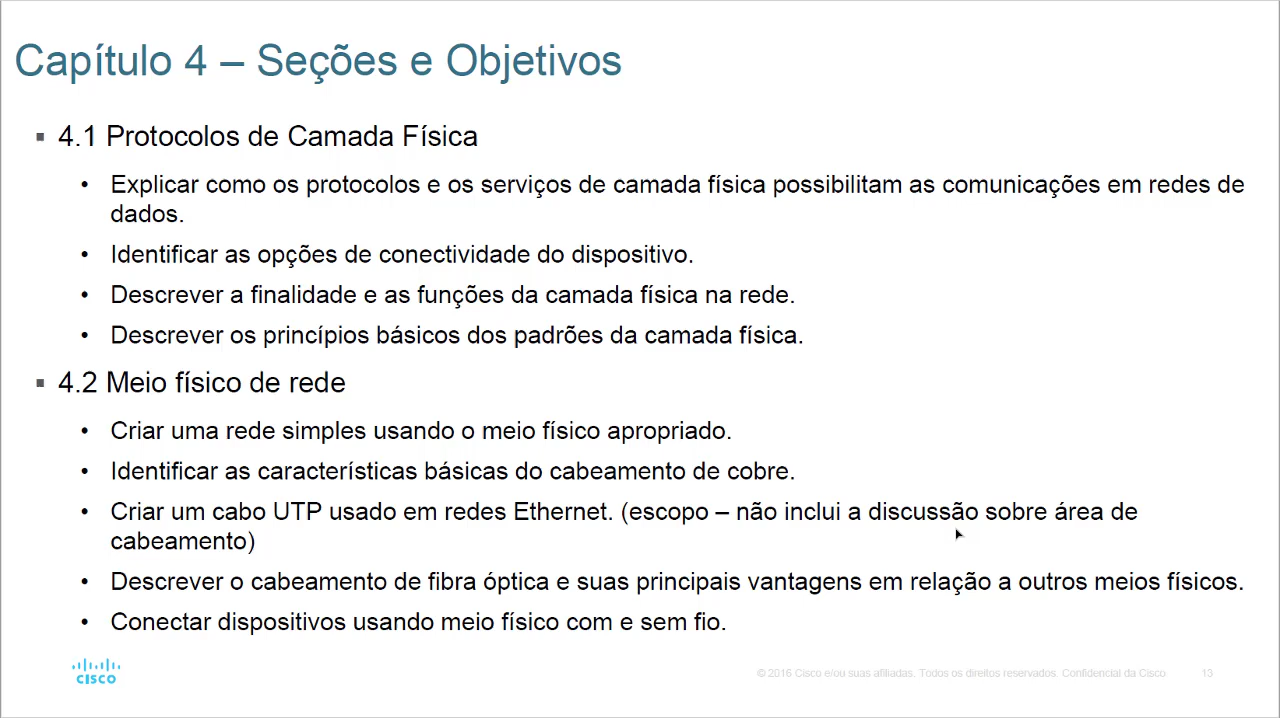 Capítulo 4 – Seções e Objetivos
▪ 4.1 Protocolos de Camada Física
• Explicar como os protocolos e os serviços de camada física possibilitam as comunicações em redes de
dados.
• Identificar as opções de conectividade do dispositivo.
• Descrever a finalidade e as funções da camada física na rede.
• Descrever os princípios básicos dos padrões da camada física.
▪ 4.2 Meio físico de rede
• Criar uma rede simples usando o meio físico apropriado.
• Identificar as características básicas do cabeamento de cobre.
• Criar um cabo UTP usado em redes Ethernet. (escopo – não inclui a discussão sobre área de
cabeamento)
• Descrever o cabeamento de fibra óptica e suas principais vantagens em relação a outros meios físicos.
• Conectar dispositivos usando meio físico com e sem fio.
CISCO
© 2016 Cisco e/ou suas afiliadas. Todos os direitos reservados. Confidencial da Cisco
13